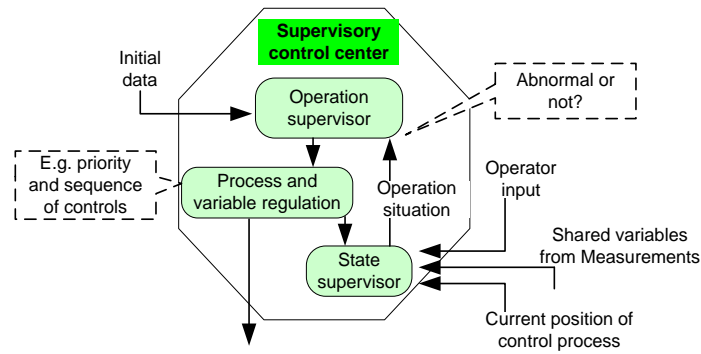 Supervisory
control center
Initial
data
Operation
supervisor
Abnormal or
not?
E.g. priority
and sequence
of controls
Process and
variable regulation
Operation
situation
Operator
input
State
supervisor
Shared variables
from Measurements
Current position of
control process